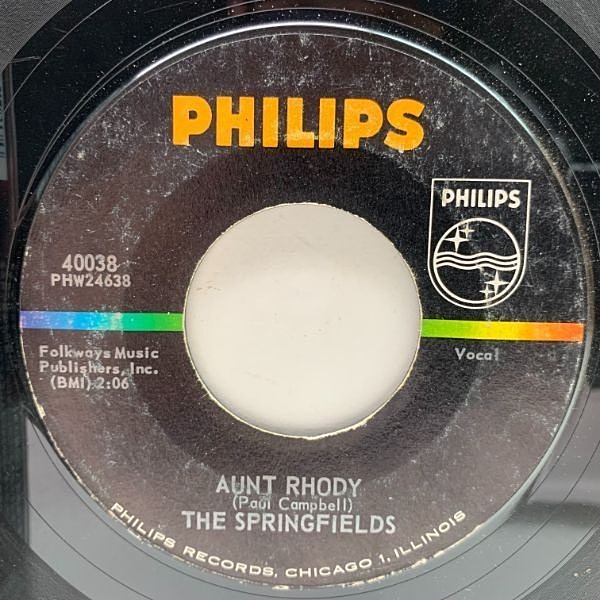 PHILIPS
PHILIPS
40038
PHW24638
Folkways Music
Publishers, Inc.
(BMI) 2:06
Vocal
AUNT RHODY
(Paul Campbell)
THE SPRINGFIELDS
PHILIPS RECORDS, CHICAGO 1, ILLINOIS